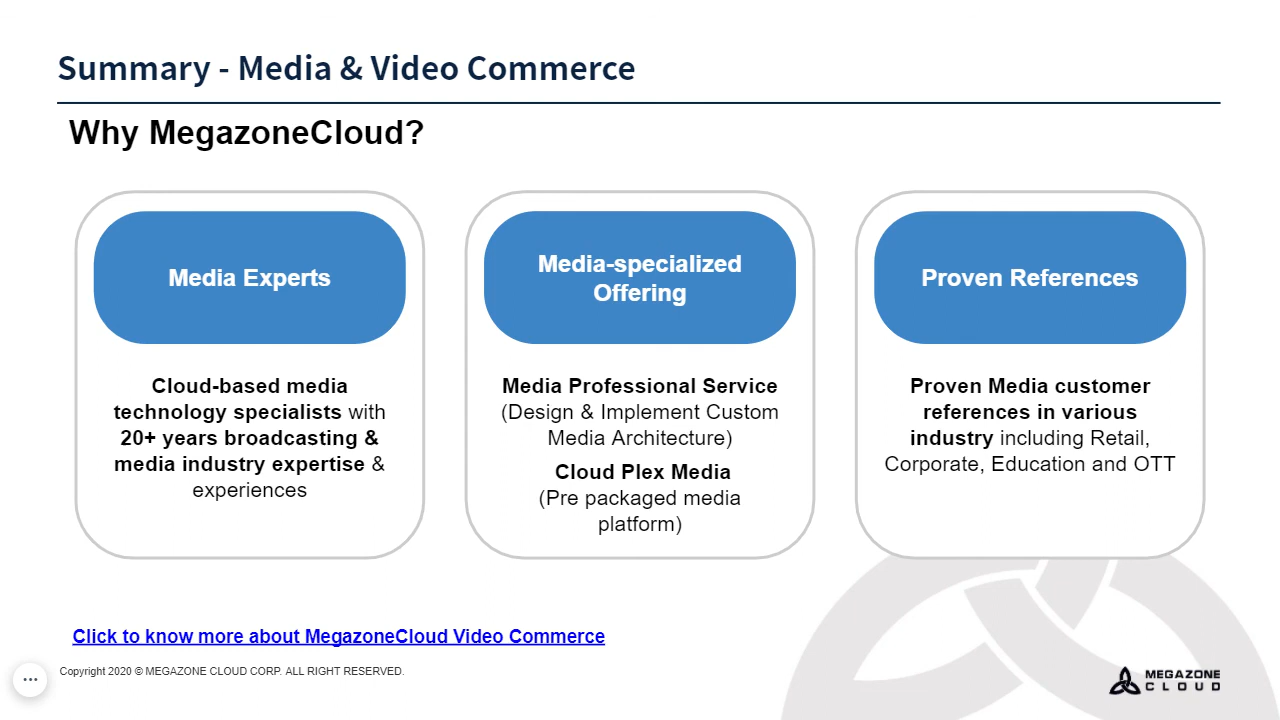 Summary - Media & Video Commerce
Why MegazoneCloud?
Media Experts
Cloud-based media
technology specialists with
20+ years broadcasting &
media industry expertise &
experiences
Media-specialized
Offering
Media Professional Service
(Design & Implement Custom
Media Architecture)
Cloud Plex Media
(Pre packaged media
platform)
Proven References
Proven Media customer
references in various
industry including Retail,
Corporate, Education and OTT
Click to know more about MegazoneCloud Video Commerce
Copyright 2020 © MEGAZONE CLOUD CORP. ALL RIGHT RESERVED.
MEGAZONE
CLOUD